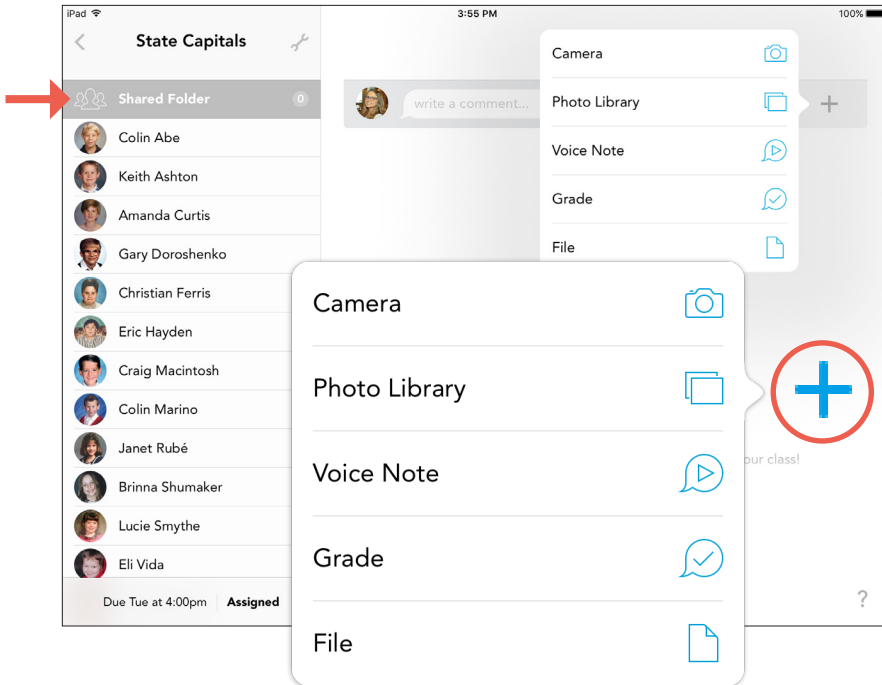 iPad
3:55 PM
100%
State Capitals
Shared Folder
0
write a comment...
Colin Abe
Keith Ashton
Amanda Curtis
Gary Doroshenko
Christian Ferris
Eric Hayden
Craig Macintosh
Colin Marino
Janet Rubé
Brinna Shumaker
Lucie Smythe
Eli Vida
Due Tue at 4:00pm
Assigned
Camera
Photo Library
Voice Note
Grade
File
Camera
Photo Library
Voice Note
Grade
File
class!
?